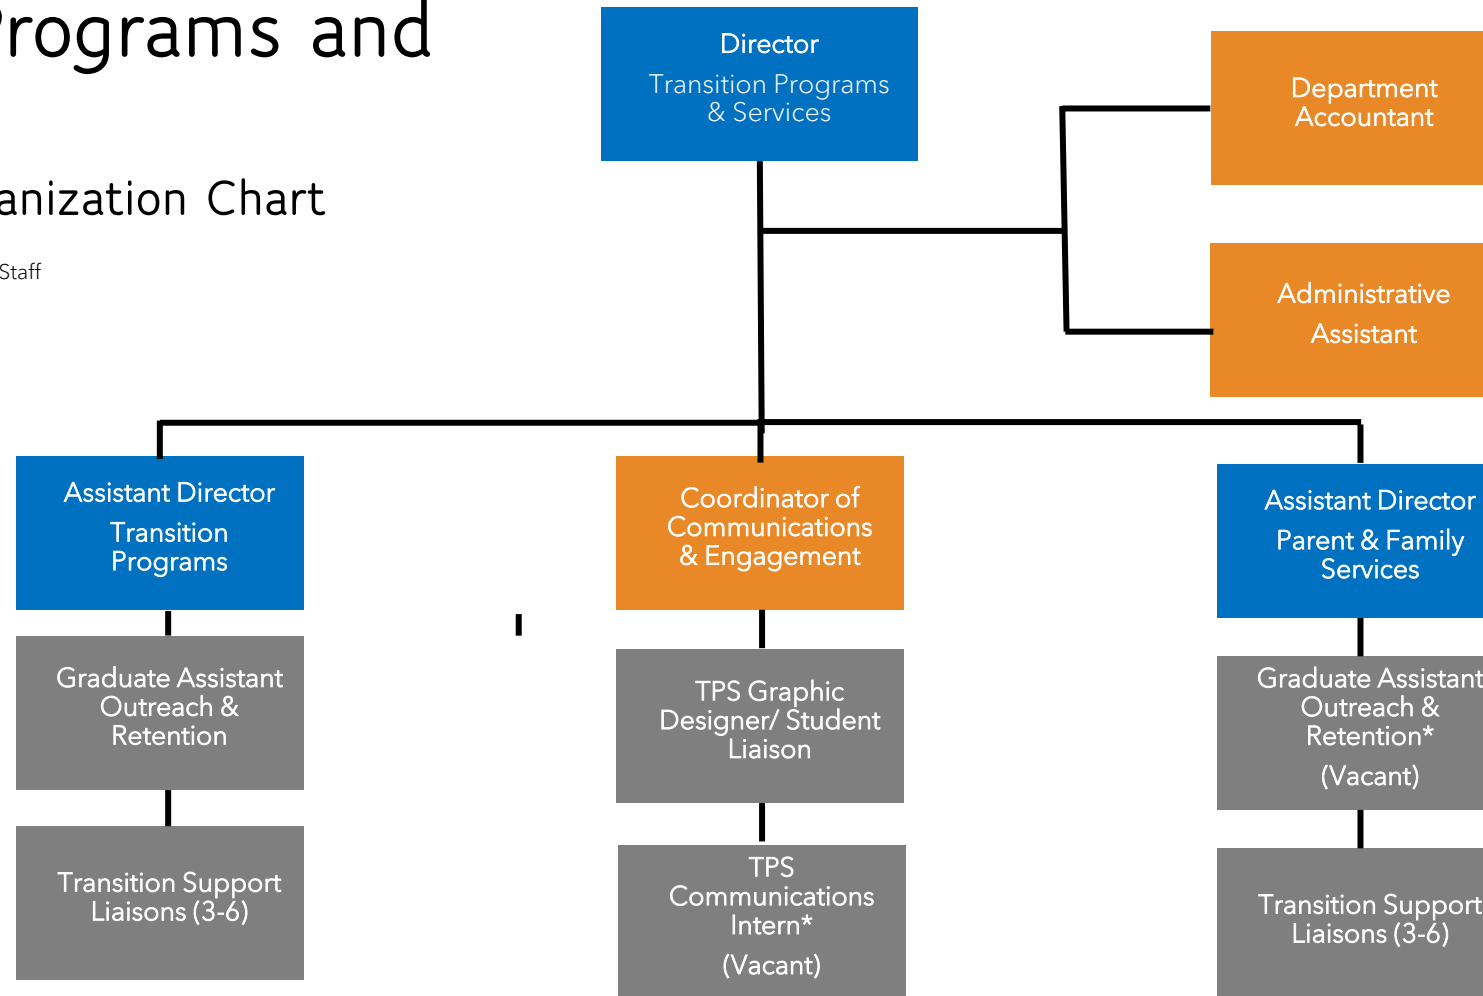 Programs and
anization Chart
Staff
Director
Transition Programs
& Services
Department
Accountant
Administrative
Assistant
Assistant Director
Transition
Programs
Coordinator of
Communications
& Engagement
Assistant Director
Parent & Family
Services
Graduate Assistant
Outreach &
Retention
TPS Graphic
Designer/ Student
Liaison
Graduate Assistant
Outreach &
Retention*
(Vacant)
Transition Support
Liaisons (3-6)
TPS
Communications
Intern*
(Vacant)
Transition Support
Liaisons (3-6)